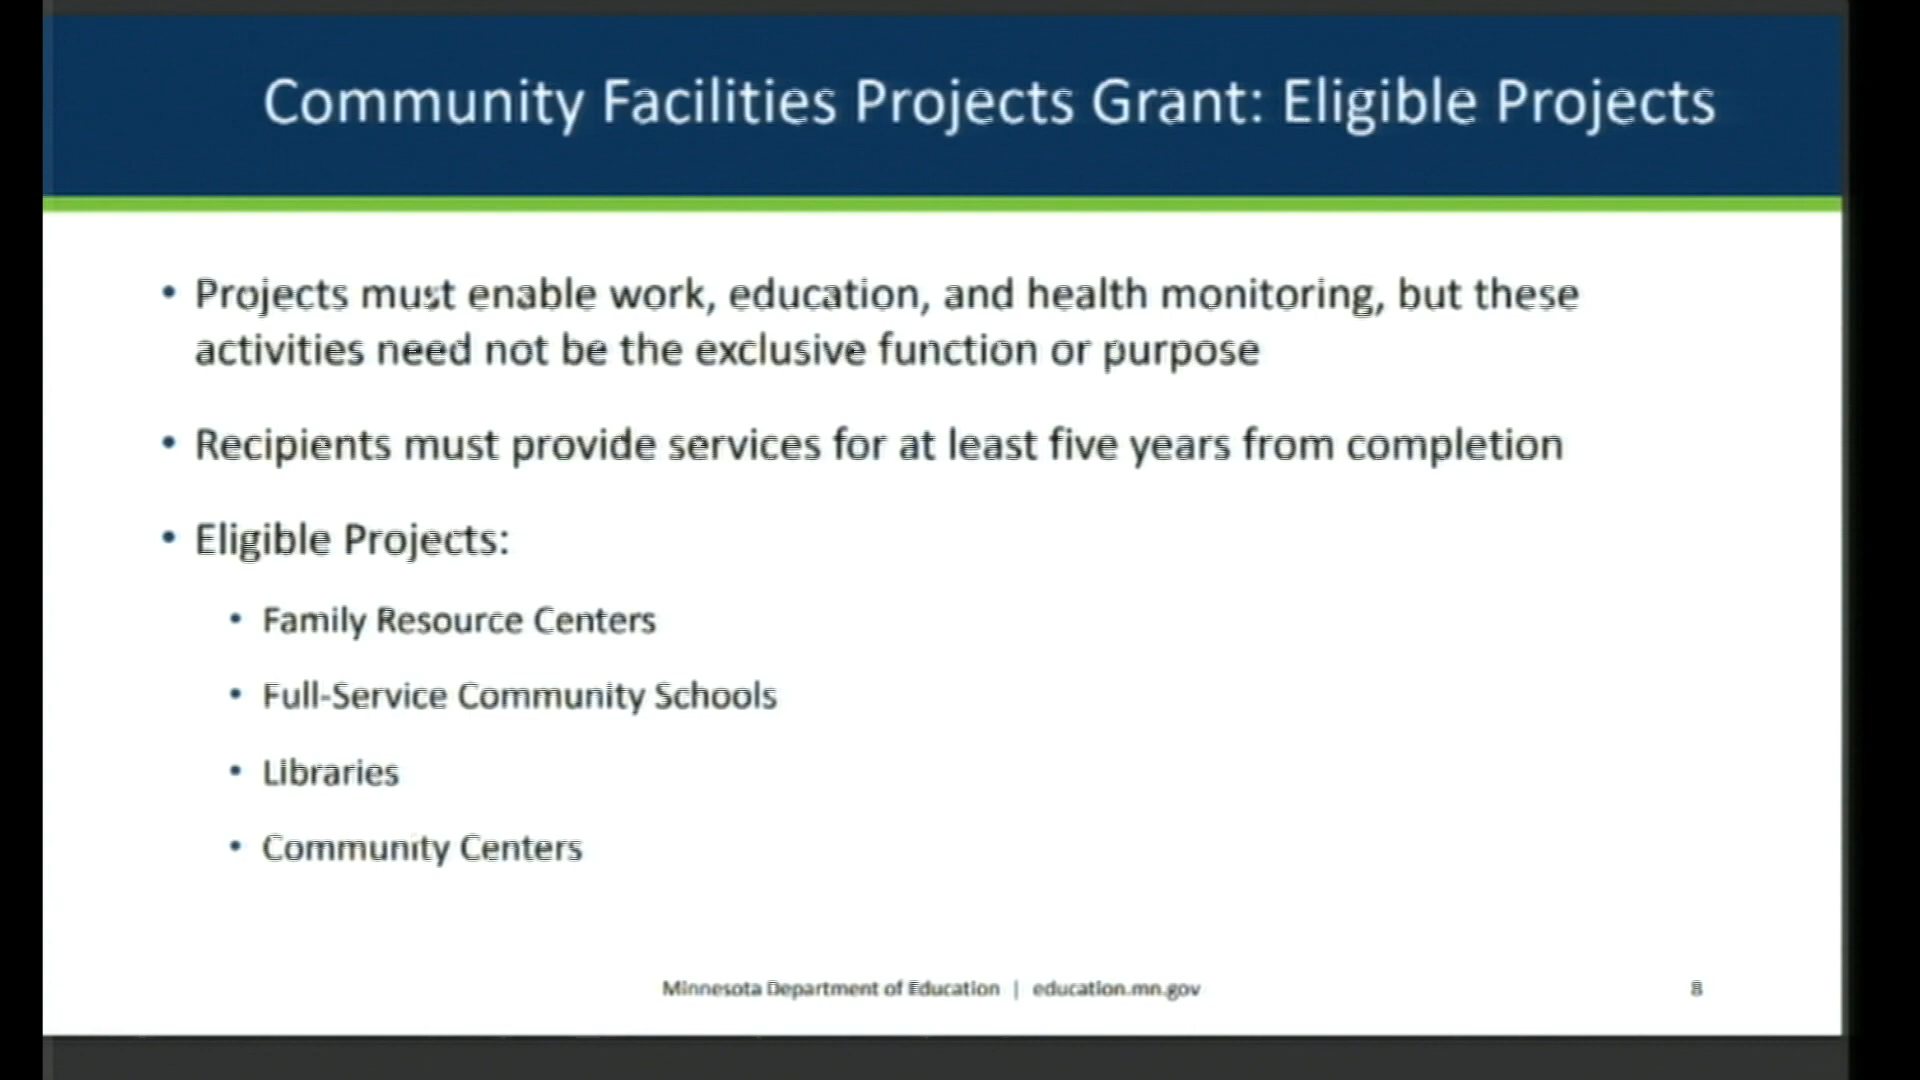 Community Facilities Projects Grant: Eligible Projects
• Projects must enable work, education, and health monitoring, but these
activities need not be the exclusive function or purpose
• Recipients must provide services for at least five years from completion
• Eligible Projects:
• Family Resource Centers
• Full-Service Community Schools
• Libraries
• Community Centers
Minnesota Department of Education | education.mn.gov
8